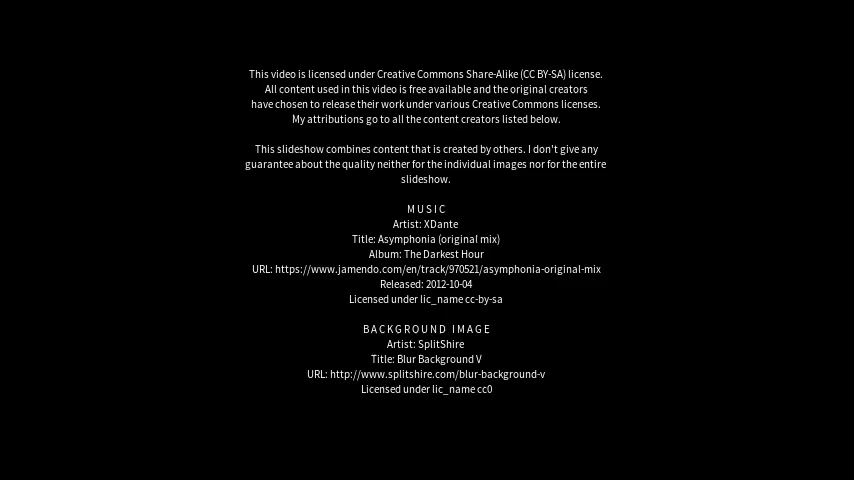 This video is licensed under Creative Commons Share-Alike (CC BY-SA) license.
All content used in this video is free available and the original creators
have chosen to release their work under various Creative Commons licenses.
My attributions go to all the content creators listed below.
This slideshow combines content that is created by others. I don't give any
guarantee about the quality neither for the individual images nor for the entire
slideshow.
MUSIC
Artist: XDante
Title: Asymphonia (original mix)
Album: The Darkest Hour
URL: https://www.jamendo.com/en/track/970521/asymphonia-original-mix
Released: 2012-10-04
Licensed under lic_name cc-by-sa
BACKGROUND IMAGE
Artist: SplitShire
Title: Blur Background V
URL: http://www.splitshire.com/blur-background-v
Licensed under lic_name cc0